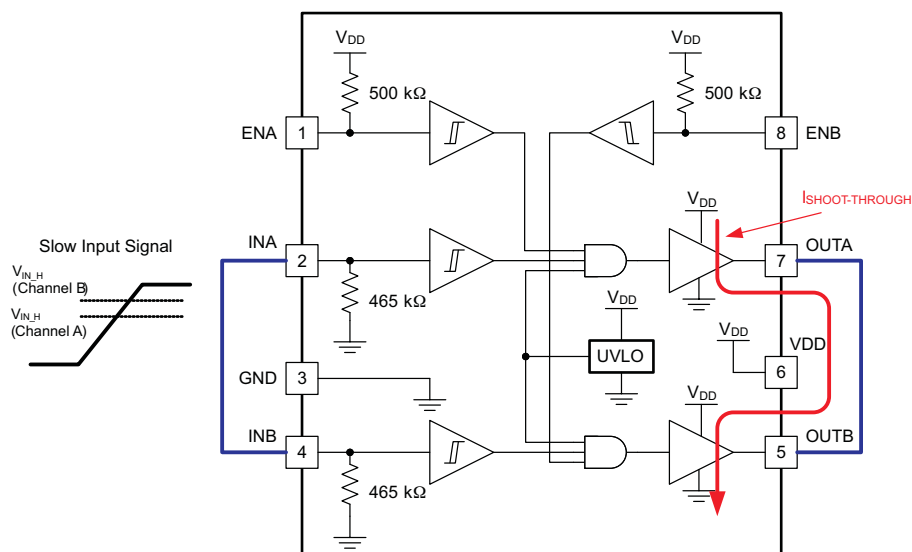 VDD
VDD
500 kΩ
500 kΩ
ENA
1
8
ENB
ISHOOT-THROUGH
VDD
Slow Input Signal
INA
2
7
OUTA
VIN_H
(Channel B)
VIN_H
(Channel A)
465 kΩ
VDD
VDD
VDD
UVLO
6
GND
3
VDD
INB
4
5
OUTB
465 kΩ